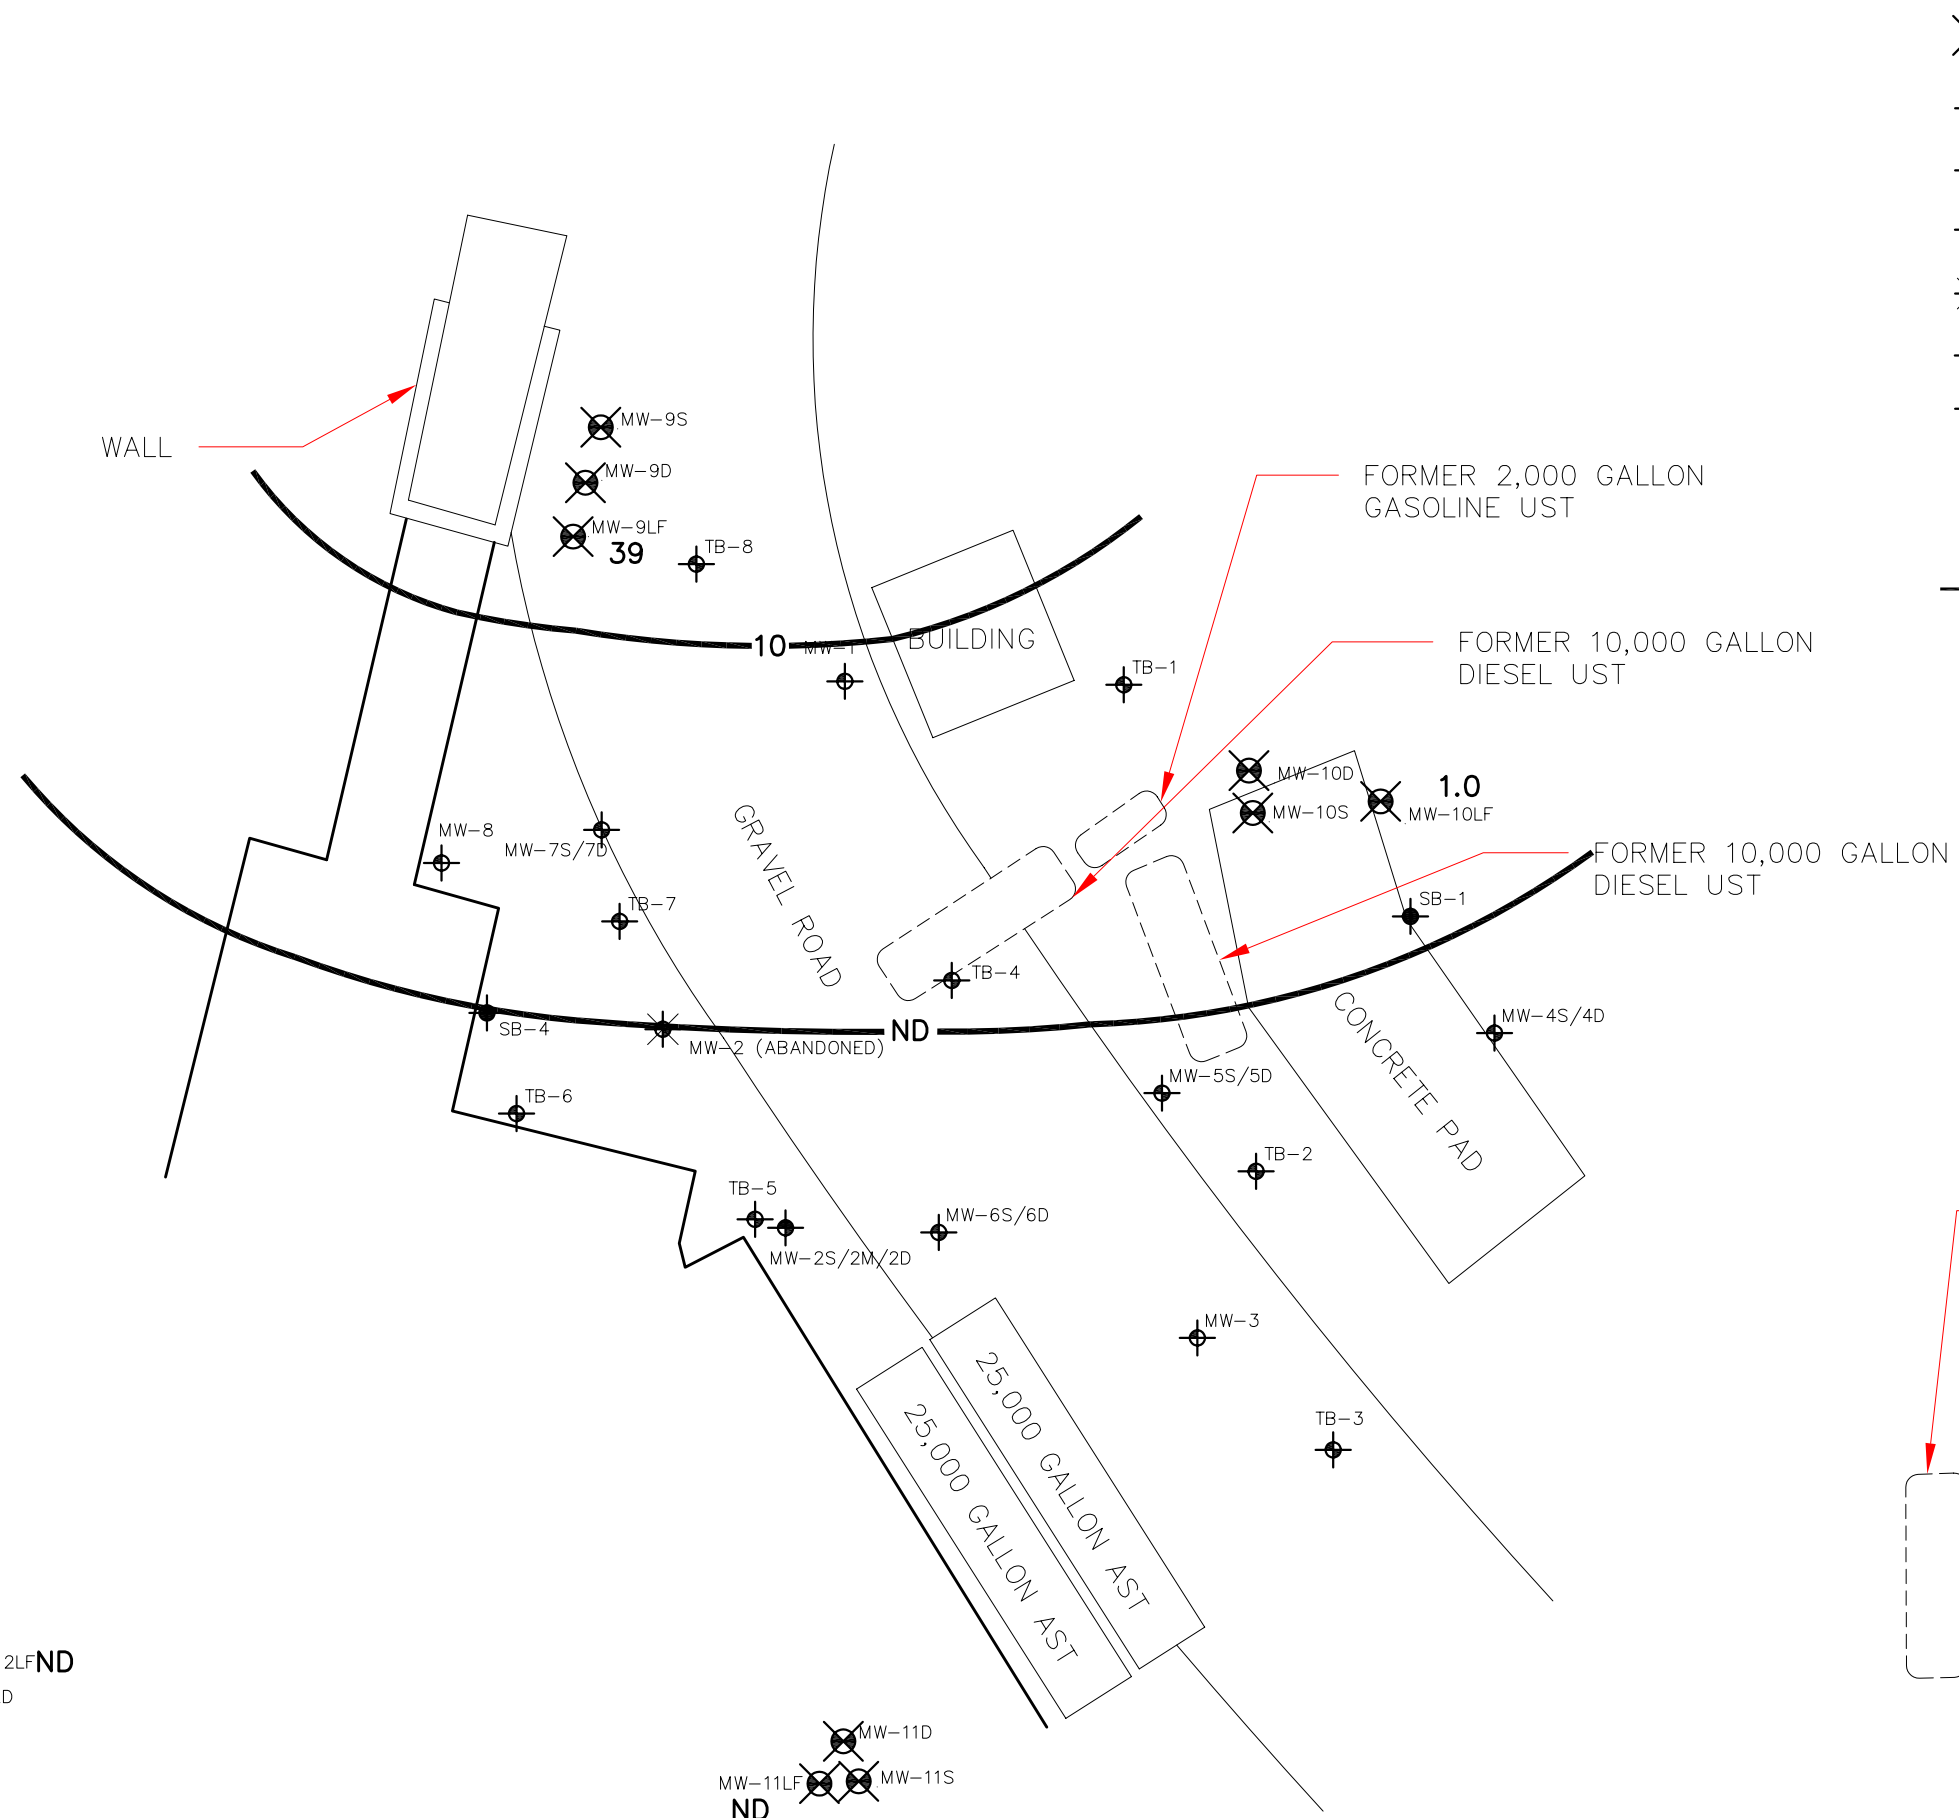 MW-9S
WALL
MW-9D
FORMER 2,000 GALLON
GASOLINE UST
MW-9LF
39
TB-8
10
MW-1
BUILDING
FORMER 10,000 GALLON
DIESEL UST
TB-1
MW-10D
1.0
MW-10S
MW-10LF
MW-8
MW-7S/7D
GRAVEL ROAD
FORMER 10,000 GALLON
DIESEL UST
TB-7
SB-1
TB-4
SB-4
ND
MW-2 (ABANDONED)
CONCRETE PAD
MW-4S/4D
MW-5S/5D
TB-6
TB-2
TB-5
MW-6S/6D
MW-2S/2M/2D
MW-3
TB-3
25,000 GALLON AST
25,000 GALLON AST
2LF ND
D
MW-11D
MW-11LF
MW-11S
ND